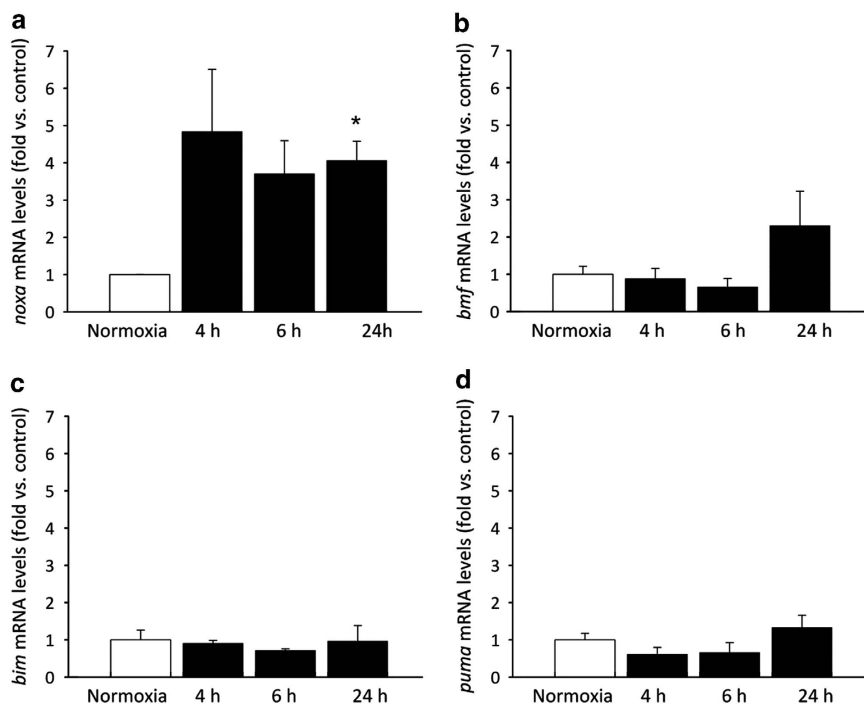 a
noxa mRNA levels (fold vs. control)
7
6
5
4
3
2
1
0
*
Normoxia 4 h 6 h 24h
b
bmf mRNA levels (fold vs. control)
7
6
5
4
3
2
1
0
Normoxia 4 h 6 h 24 h
c
bim mRNA levels (fold vs. control)
7
6
5
4
3
2
1
0
Normoxia 4 h 6 h 24 h
d
puma mRNA levels (fold vs. control)
7
6
5
4
3
2
1
0
Normoxia 4 h 6 h 24 h